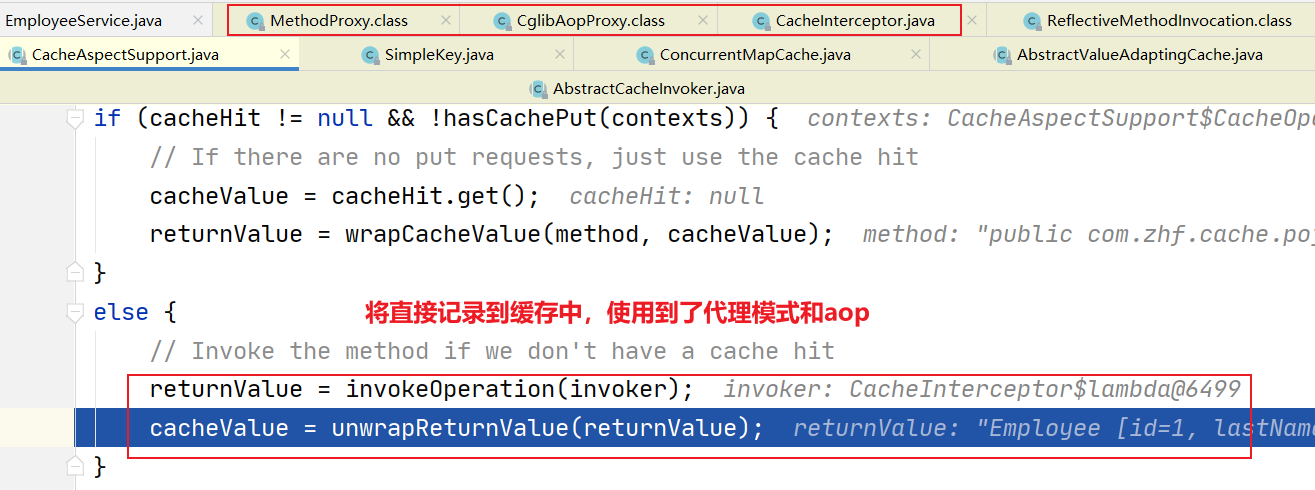 EmployeeService.java MethodProxy.class CglibAopProxy.class CacheInterceptor.java ReflectiveMethodInvocation.class
CacheAspectSupport.java SimpleKey.java ConcurrentMapCache.java AbstractValueAdaptingCache.java
AbstractCacheInvoker.java
if (cacheHit != null && !hasCachePut(contexts)) { contexts: CacheAspectSupport$CacheOpe
// If there are no put requests, just use the cache hit
cacheValue = cacheHit.get(); cacheHit: null
returnValue = wrapCacheValue(method, cacheValue); method: "public com.zhf.cache.poj
}
else { 将直接记录到缓存中，使用到了代理模式和aop
// Invoke the method if we don't have a cache hit
returnValue = invokeOperation(invoker); invoker: CacheInterceptor$lambda@6499
cacheValue = unwrapReturnValue(returnValue); returnValue: "Employee [id=1, lastName
}